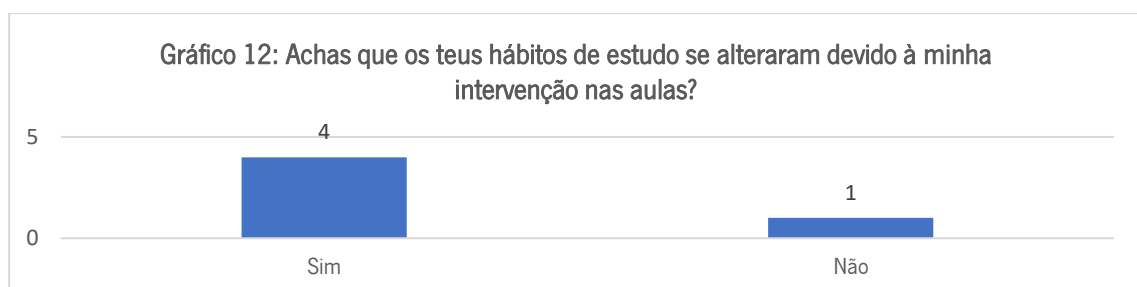 Gráfico 12: Achas que os teus hábitos de estudo se alteraram devido à minha
intervenção nas aulas?
5
4
1
0
Sim
Não